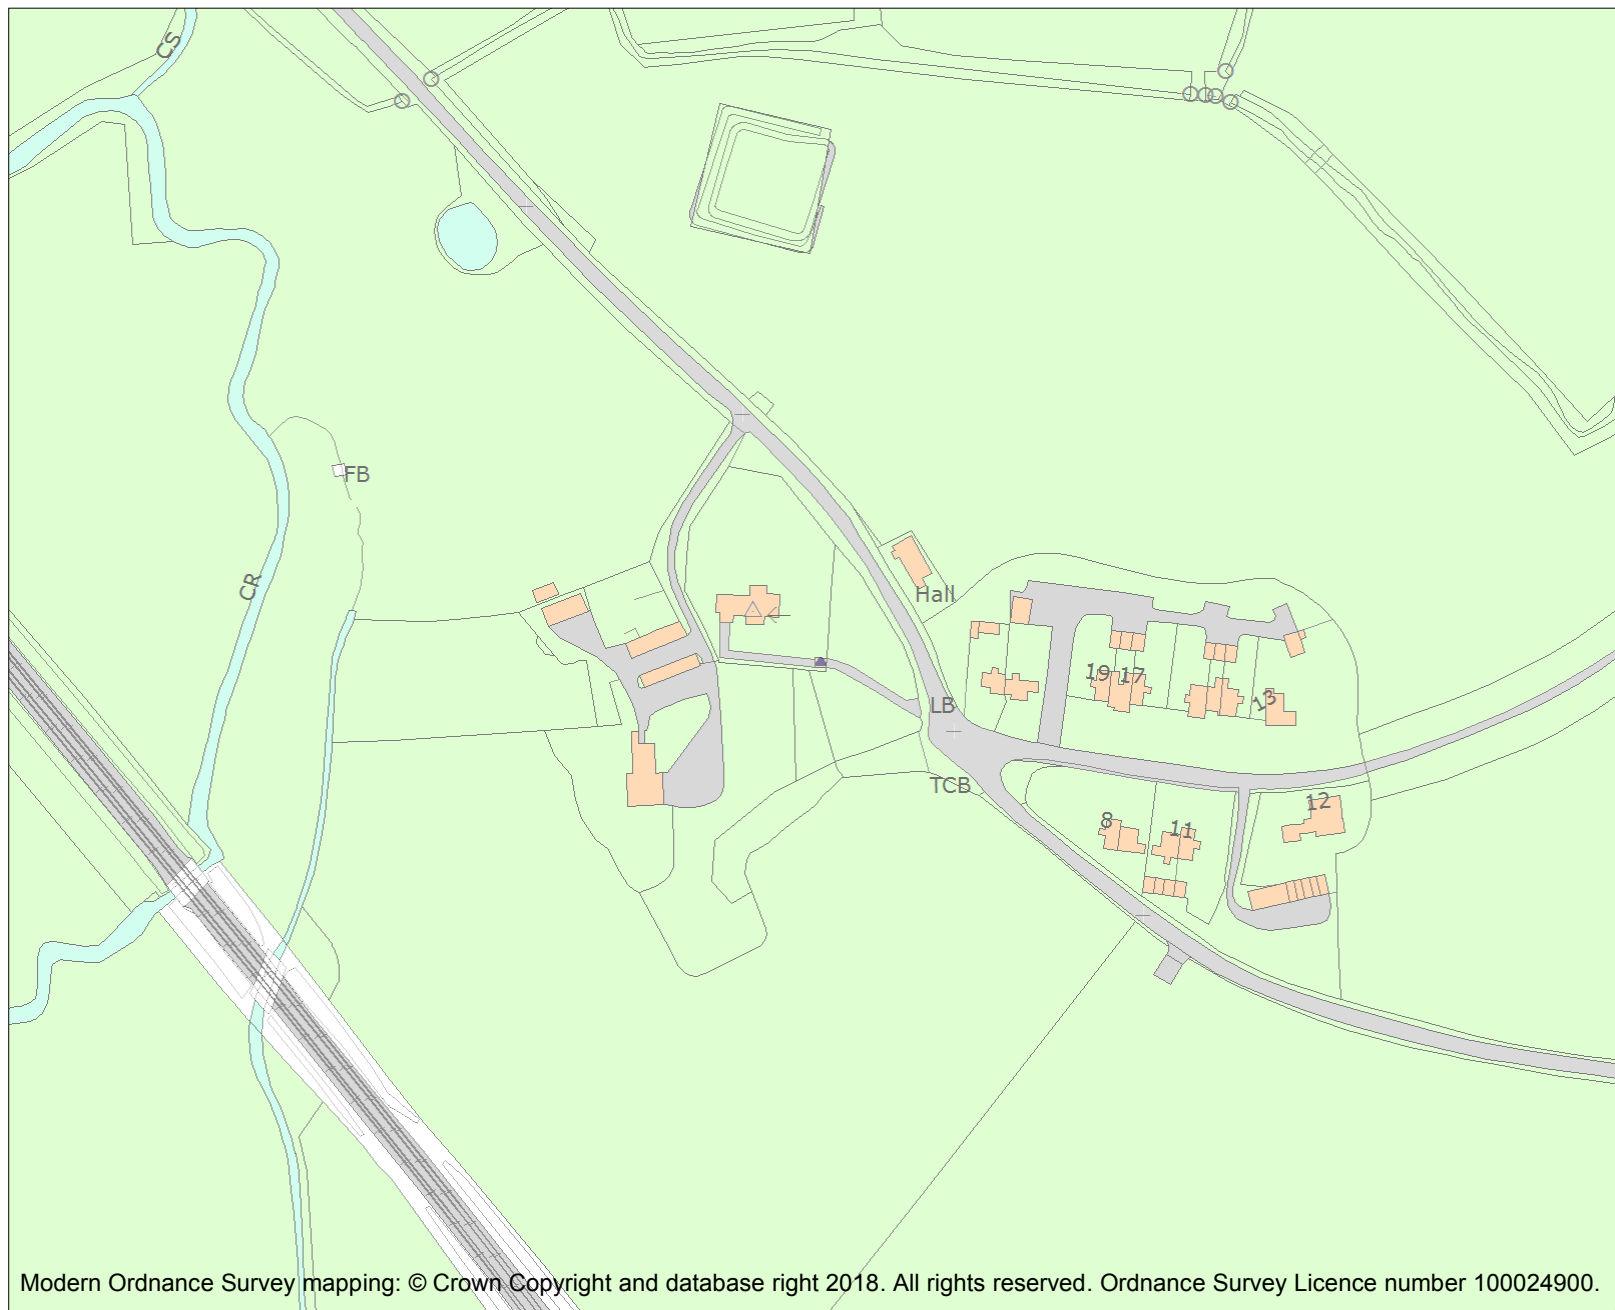 CS
FB
CR
Hall
19 17
13
LB
TCB
12
8
11
Modern Ordnance Survey mapping: © Crown Copyright and database right 2018. All rights reserved. Ordnance Survey Licence number 100024900.